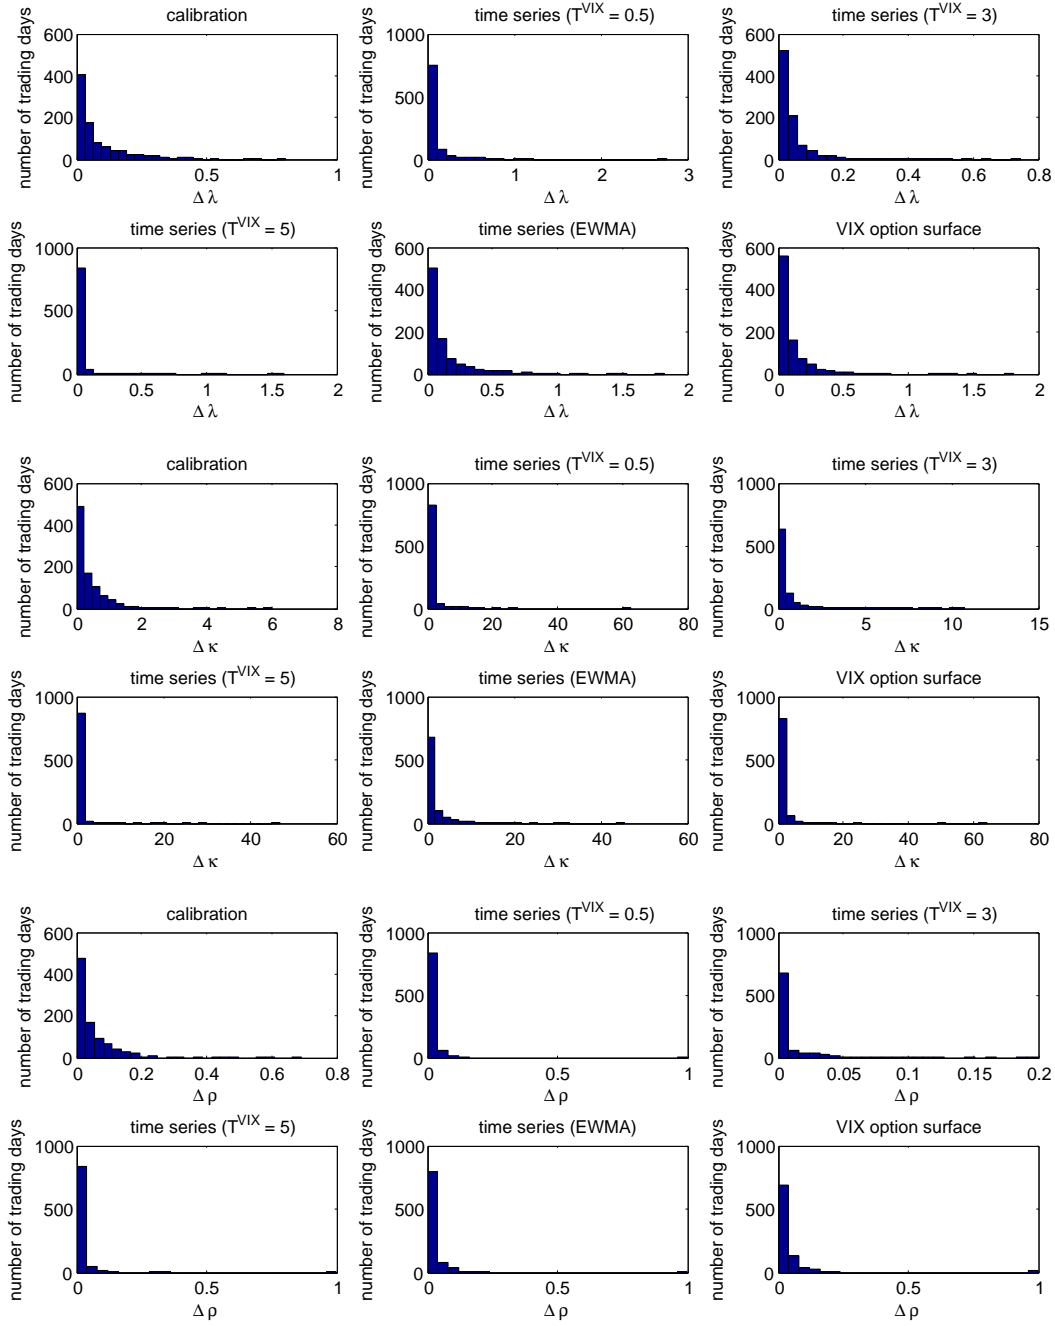 calibration
600
400
200
0
0 0.5 1
Δ λ
number of trading days
time series (T^VIX = 0.5)
1000
500
0
0 1 2 3
Δ λ
number of trading days
time series (T^VIX = 3)
600
400
200
0
0 0.2 0.4 0.6 0.8
Δ λ
number of trading days
time series (T^VIX = 5)
1000
500
0
0 0.5 1 1.5 2
Δ λ
number of trading days
time series (EWMA)
600
400
200
0
0 0.5 1 1.5 2
Δ λ
number of trading days
VIX option surface
600
400
200
0
0 0.5 1 1.5 2
Δ λ
number of trading days
calibration
600
400
200
0
0 2 4 6 8
Δ κ
number of trading days
time series (T^VIX = 0.5)
1000
500
0
0 20 40 60 80
Δ κ
number of trading days
time series (T^VIX = 3)
1000
500
0
0 5 10 15
Δ κ
number of trading days
time series (T^VIX = 5)
1000
500
0
0 20 40 60
Δ κ
number of trading days
time series (EWMA)
1000
500
0
0 20 40 60
Δ κ
number of trading days
VIX option surface
1000
500
0
0 20 40 60 80
Δ κ
number of trading days
calibration
600
400
200
0
0 0.2 0.4 0.6 0.8
Δ ρ
number of trading days
time series (T^VIX = 0.5)
1000
500
0
0 0.5 1
Δ ρ
number of trading days
time series (T^VIX = 3)
1000
500
0
0 0.05 0.1 0.15 0.2
Δ ρ
number of trading days
time series (T^VIX = 5)
1000
500
0
0 0.5 1
Δ ρ
number of trading days
time series (EWMA)
1000
500
0
0 0.5 1
Δ ρ
number of trading days
VIX option surface
1000
500
0
0 0.5 1
Δ ρ
number of trading days